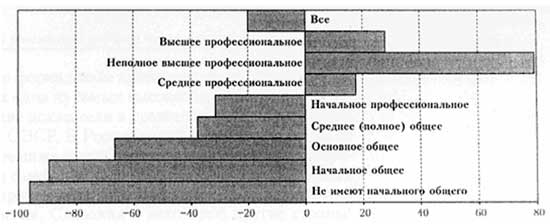 Все
Высшее профессиональное
Неполное высшее профессиональное
Среднее профессиональное
Начальное профессиональное
Среднее (полное) общее
Основное общее
Начальное общее
Не имеют начального общего
−100 −80 −60 −40 −20 0 20 40 60 80